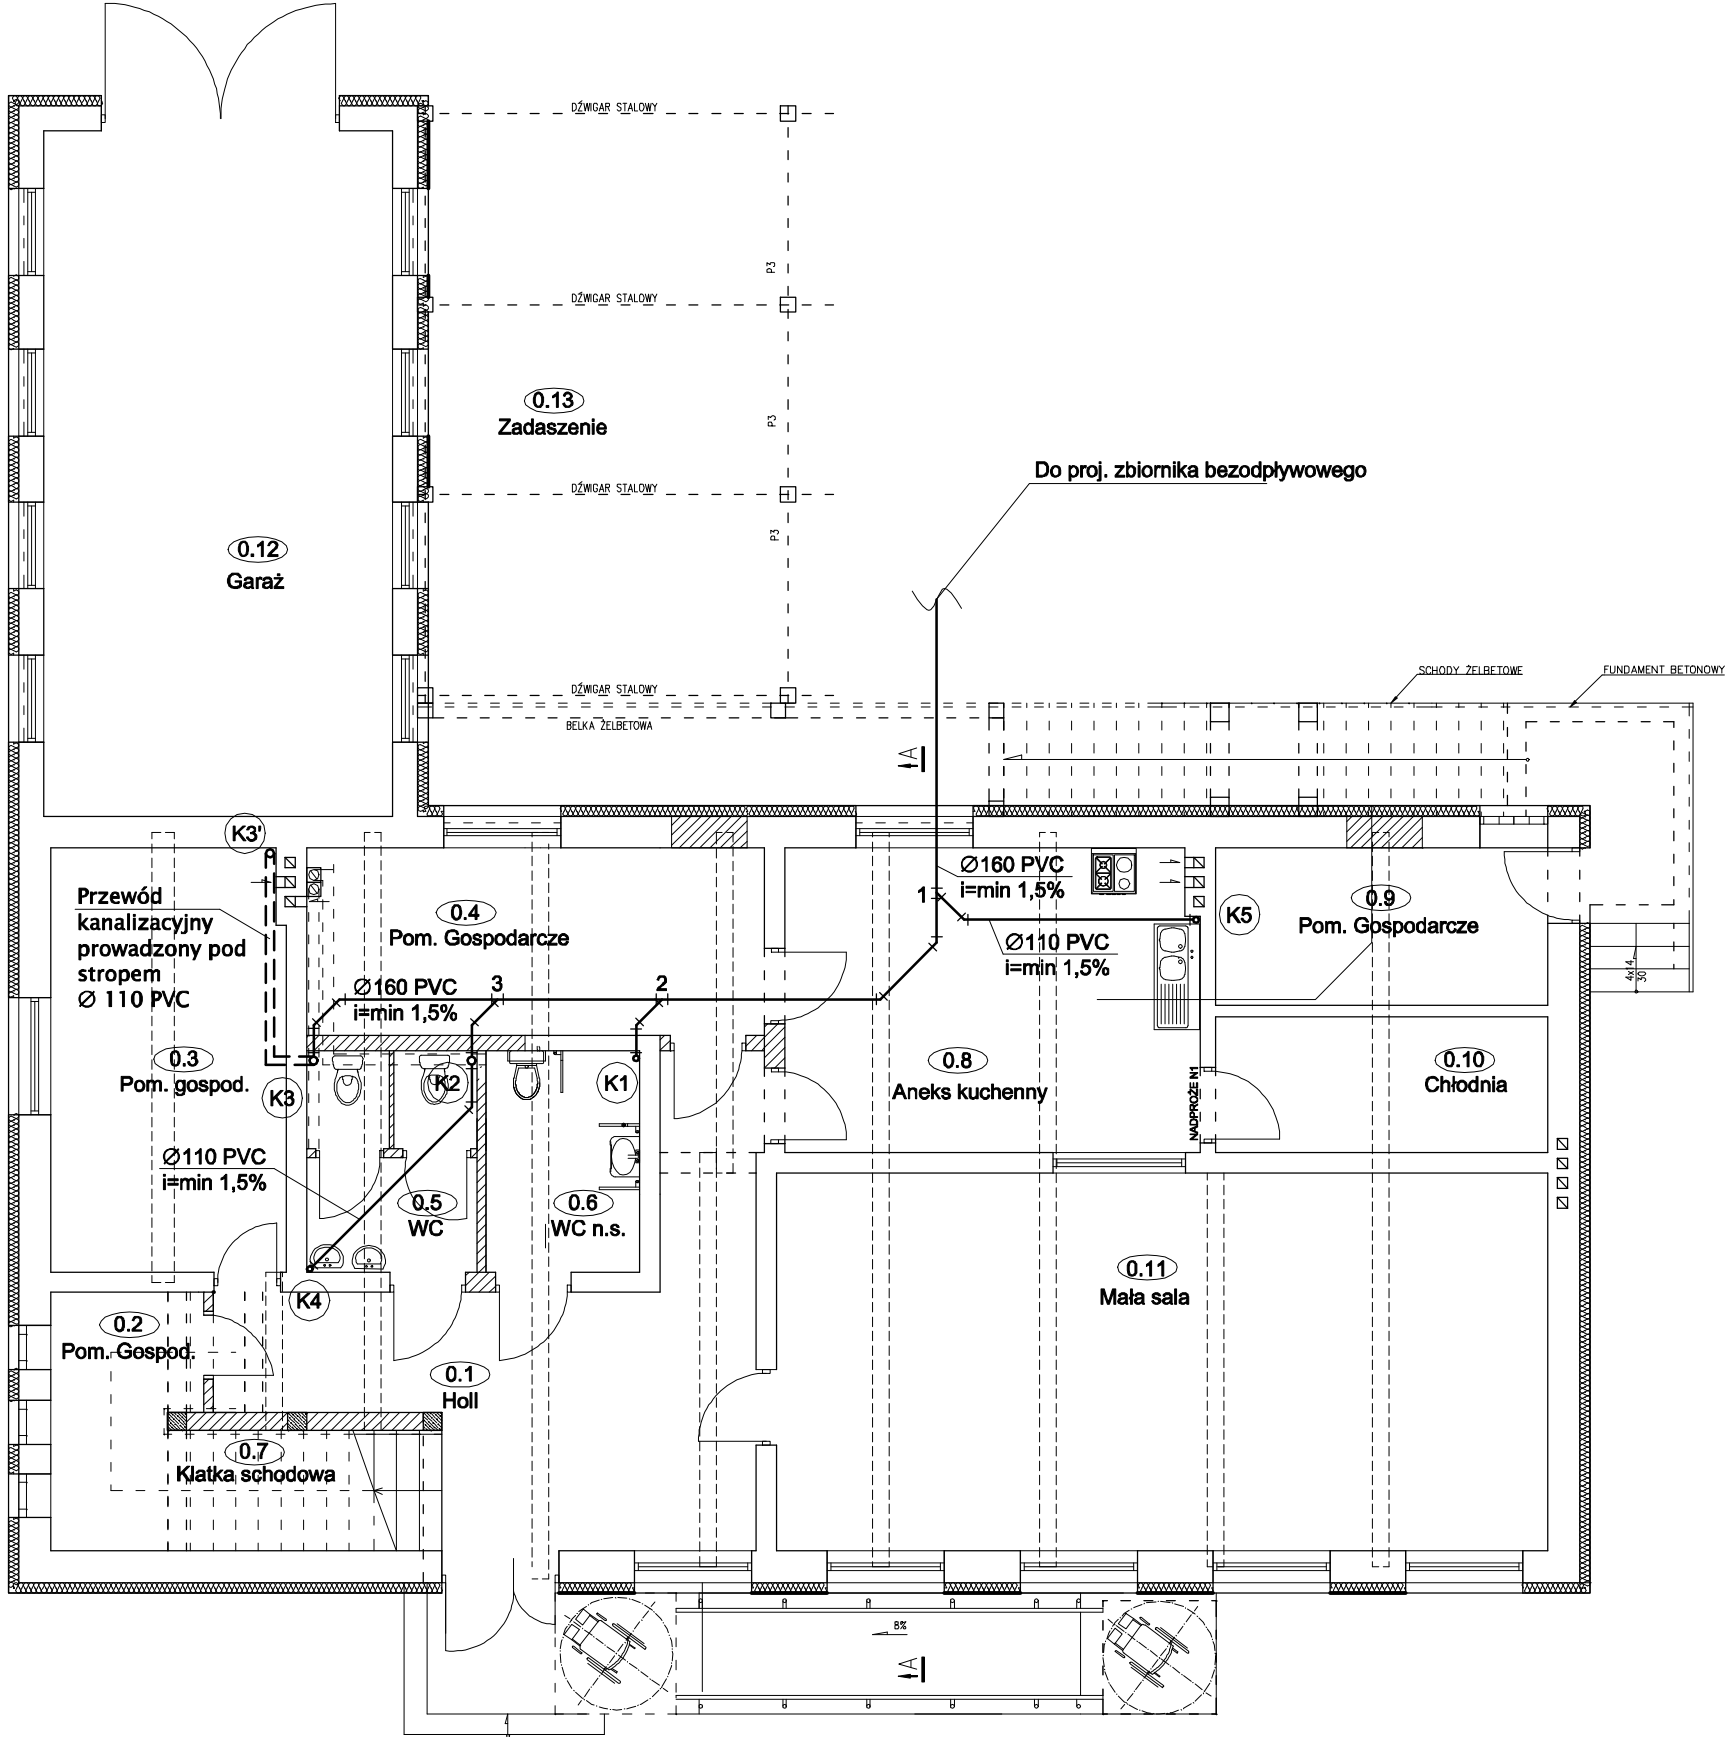 DŹWIGAR STALOWY
P3
DŹWIGAR STALOWY
0.13
Zadaszenie
P3
Do proj. zbiornika bezodpływowego
DŹWIGAR STALOWY
P3
0.12
Garaż
SCHODY ŻELBETOWE
FUNDAMENT BETONOWY
DŹWIGAR STALOWY
BELKA ŻELBETOWA
A
K3'
Ø160 PVC
i=min 1,5%
1
Przewód
kanalizacyjny
prowadzony pod
stropem
Ø 110 PVC
0.4
Pom. Gospodarcze
K5
0.9
Pom. Gospodarcze
Ø110 PVC
i=min 1,5%
4x14
30
Ø160 PVC
i=min 1,5%
3
2
0.3
Pom. gospod.
K3
K2
K1
0.8
Aneks kuchenny
NADPROŻE N1
0.10
Chłodnia
Ø110 PVC
i=min 1,5%
0.5
WC
0.6
WC n.s.
K4
0.11
Mała sala
0.2
Pom. Gospod.
0.1
Holl
0.7
Klatka schodowa
8%
A